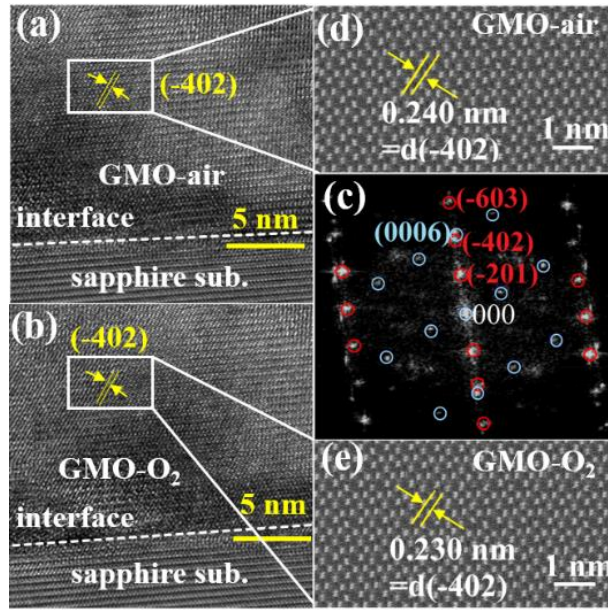 (a)
(-402)
GMO-air
interface
5 nm
sapphire sub.
(b)
(-402)
GMO-O₂
interface
5 nm
sapphire sub.
(d)
GMO-air
0.240 nm
=d(-402)
1 nm
(c)
(-603)
(0006)
(-402)
(-201)
000
(e)
GMO-O₂
0.230 nm
=d(-402)
1 nm